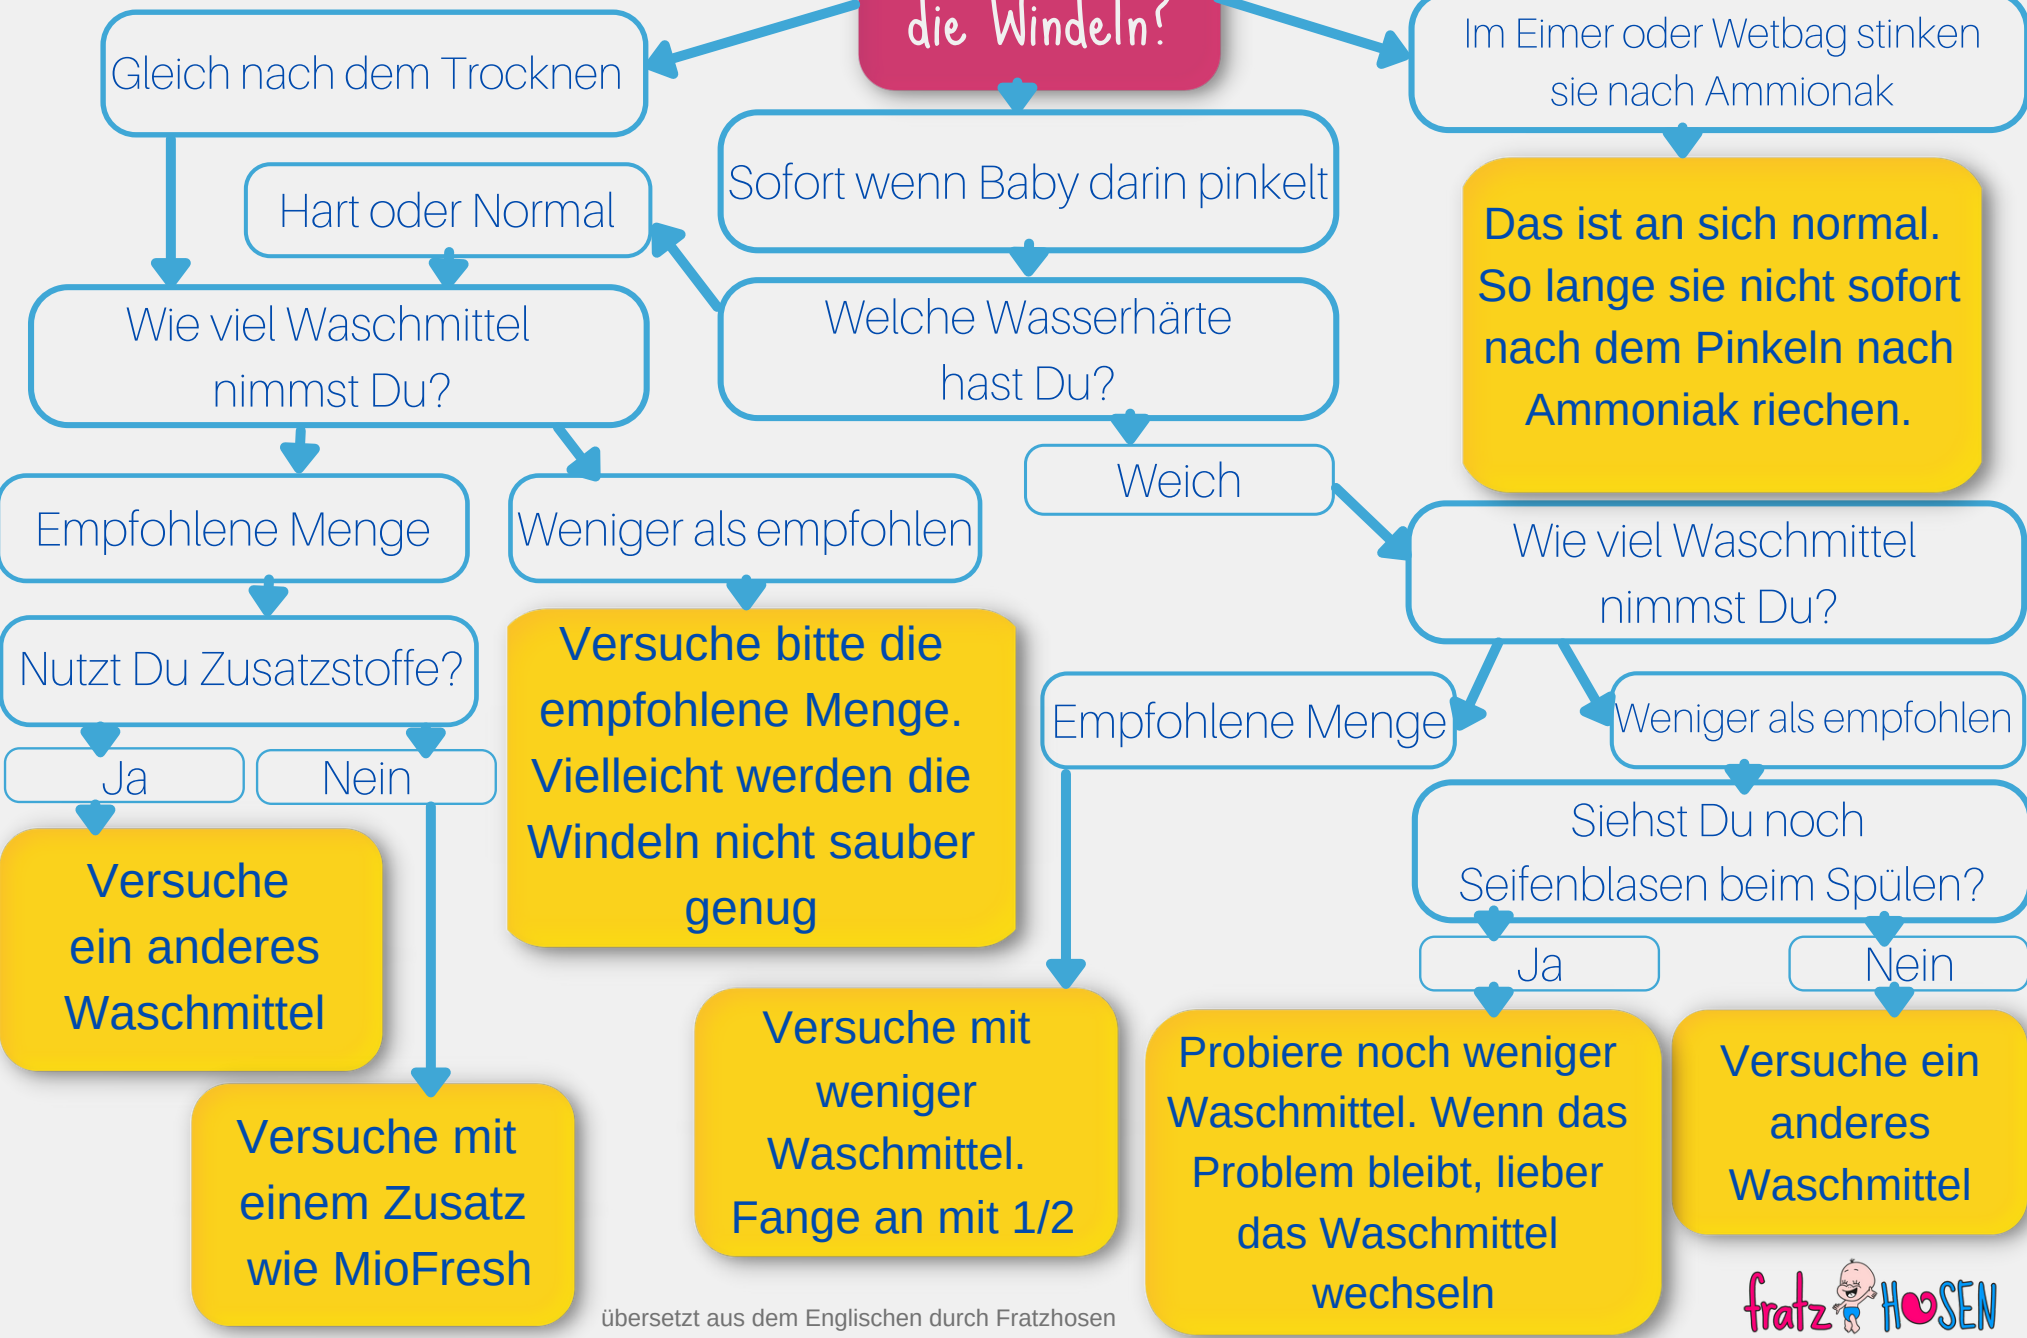 die Windeln?
Gleich nach dem Trocknen
Im Eimer oder Wetbag stinken
sie nach Ammionak
Sofort wenn Baby darin pinkelt
Hart oder Normal
Das ist an sich normal.
So lange sie nicht sofort
nach dem Pinkeln nach
Ammoniak riechen.
Wie viel Waschmittel
nimmst Du?
Welche Wasserhärte
hast Du?
Weich
Empfohlene Menge
Weniger als empfohlen
Wie viel Waschmittel
nimmst Du?
Nutzt Du Zusatzstoffe?
Versuche bitte die
empfohlene Menge.
Vielleicht werden die
Windeln nicht sauber
genug
Empfohlene Menge
Weniger als empfohlen
Ja
Nein
Siehst Du noch
Seifenblasen beim Spülen?
Versuche
ein anderes
Waschmittel
Ja
Nein
Versuche mit
weniger
Waschmittel.
Fange an mit 1/2
Probiere noch weniger
Waschmittel. Wenn das
Problem bleibt, lieber
das Waschmittel
wechseln
Versuche ein
anderes
Waschmittel
Versuche mit
einem Zusatz
wie MioFresh
übersetzt aus dem Englischen durch Fratzhosen
fratz HOSEN